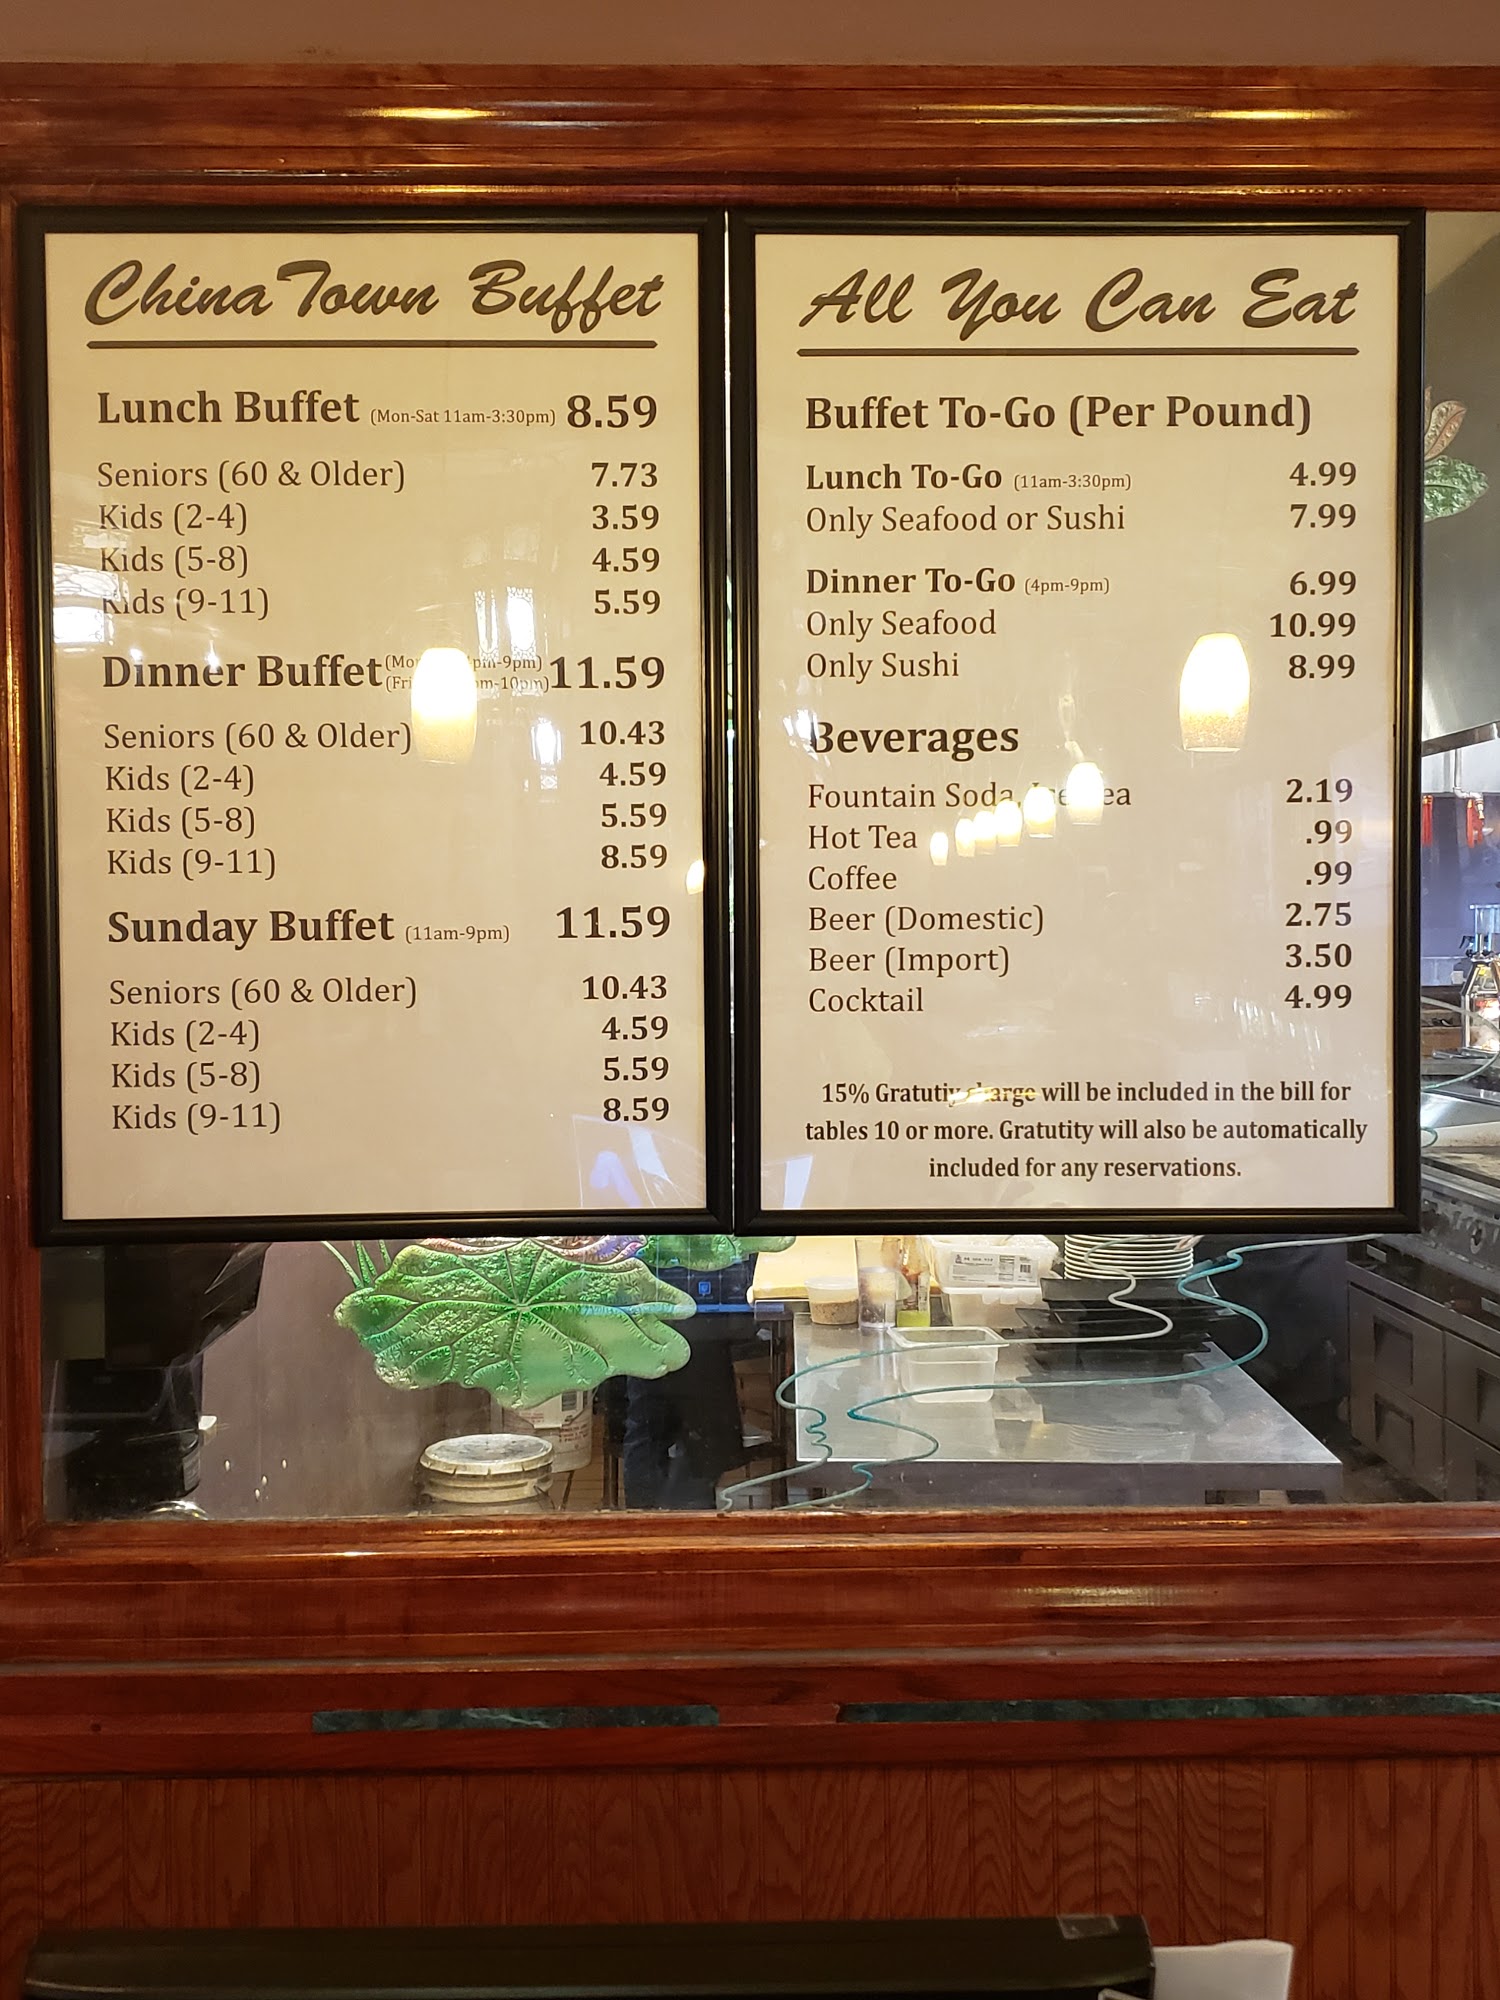 ChinaTown Buffet
Lunch Buffet (Mon-Sat 11am-3:30pm) 8.59
Seniors (60 & Older) 7.73
Kids (2-4) 3.59
Kids (5-8) 4.59
Kids (9-11) 5.59
Dinner Buffet 11.59
Seniors (60 & Older) 10.43
Kids (2-4) 4.59
Kids (5-8) 5.59
Kids (9-11) 8.59
Sunday Buffet (11am-9pm) 11.59
Seniors (60 & Older) 10.43
Kids (2-4) 4.59
Kids (5-8) 5.59
Kids (9-11) 8.59
All You Can Eat
Buffet To-Go (Per Pound)
Lunch To-Go (11am-3:30pm) 4.99
Only Seafood or Sushi 7.99
Dinner To-Go (4pm-9pm) 6.99
Only Seafood 10.99
Only Sushi 8.99
Beverages
Fountain Soda, 2.19
Hot Tea .99
Coffee .99
Beer (Domestic) 2.75
Beer (Import) 3.50
Cocktail 4.99
15% Gratutiy charge will be included in the bill for
tables 10 or more. Gratutity will also be automatically
included for any reservations.